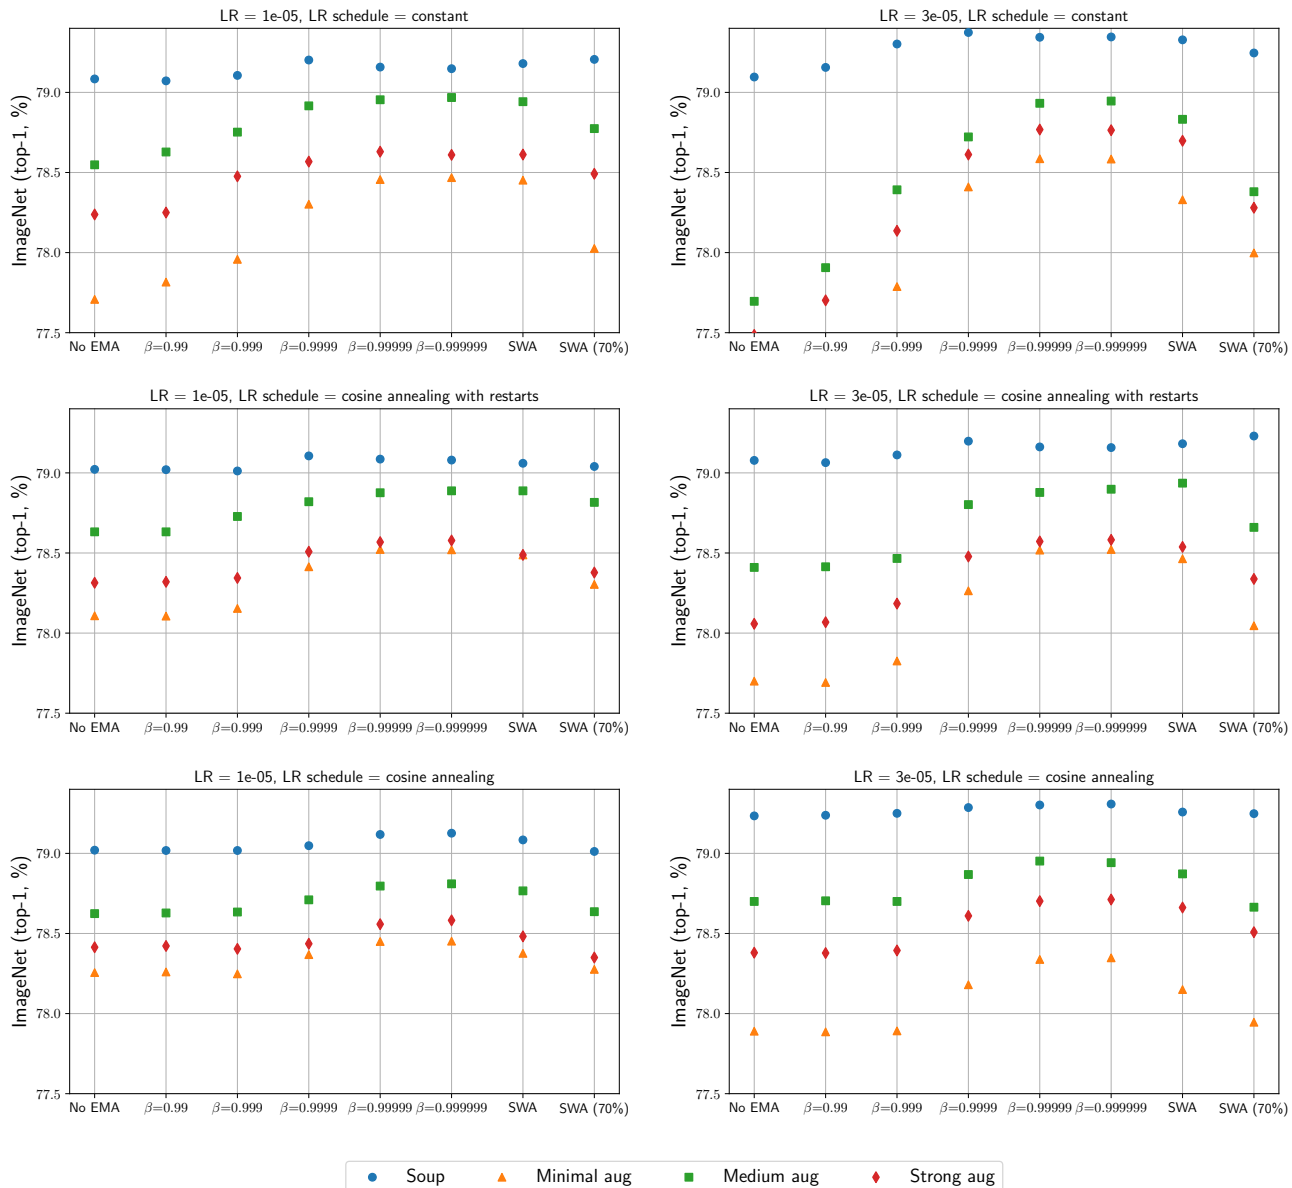 LR = 1e-05, LR schedule = constant
ImageNet (top-1, %)
79.0
78.5
78.0
77.5
No EMA β=0.99 β=0.999 β=0.9999 β=0.99999 β=0.999999 SWA SWA (70%)
LR = 3e-05, LR schedule = constant
ImageNet (top-1, %)
79.0
78.5
78.0
77.5
No EMA β=0.99 β=0.999 β=0.9999 β=0.99999 β=0.999999 SWA SWA (70%)
LR = 1e-05, LR schedule = cosine annealing with restarts
ImageNet (top-1, %)
79.0
78.5
78.0
77.5
No EMA β=0.99 β=0.999 β=0.9999 β=0.99999 β=0.999999 SWA SWA (70%)
LR = 3e-05, LR schedule = cosine annealing with restarts
ImageNet (top-1, %)
79.0
78.5
78.0
77.5
No EMA β=0.99 β=0.999 β=0.9999 β=0.99999 β=0.999999 SWA SWA (70%)
LR = 1e-05, LR schedule = cosine annealing
ImageNet (top-1, %)
79.0
78.5
78.0
77.5
No EMA β=0.99 β=0.999 β=0.9999 β=0.99999 β=0.999999 SWA SWA (70%)
LR = 3e-05, LR schedule = cosine annealing
ImageNet (top-1, %)
79.0
78.5
78.0
77.5
No EMA β=0.99 β=0.999 β=0.9999 β=0.99999 β=0.999999 SWA SWA (70%)
Soup Minimal aug Medium aug Strong aug